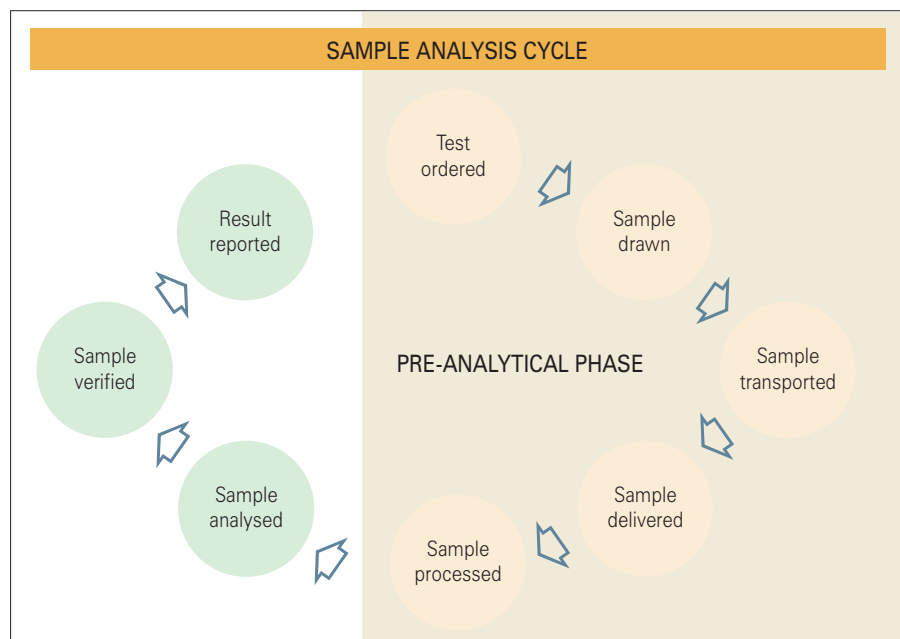 SAMPLE ANALYSIS CYCLE
Test
ordered
Sample
drawn
Sample
transported
Sample
delivered
Sample
processed
Sample
analysed
Sample
verified
Result
reported
PRE-ANALYTICAL PHASE